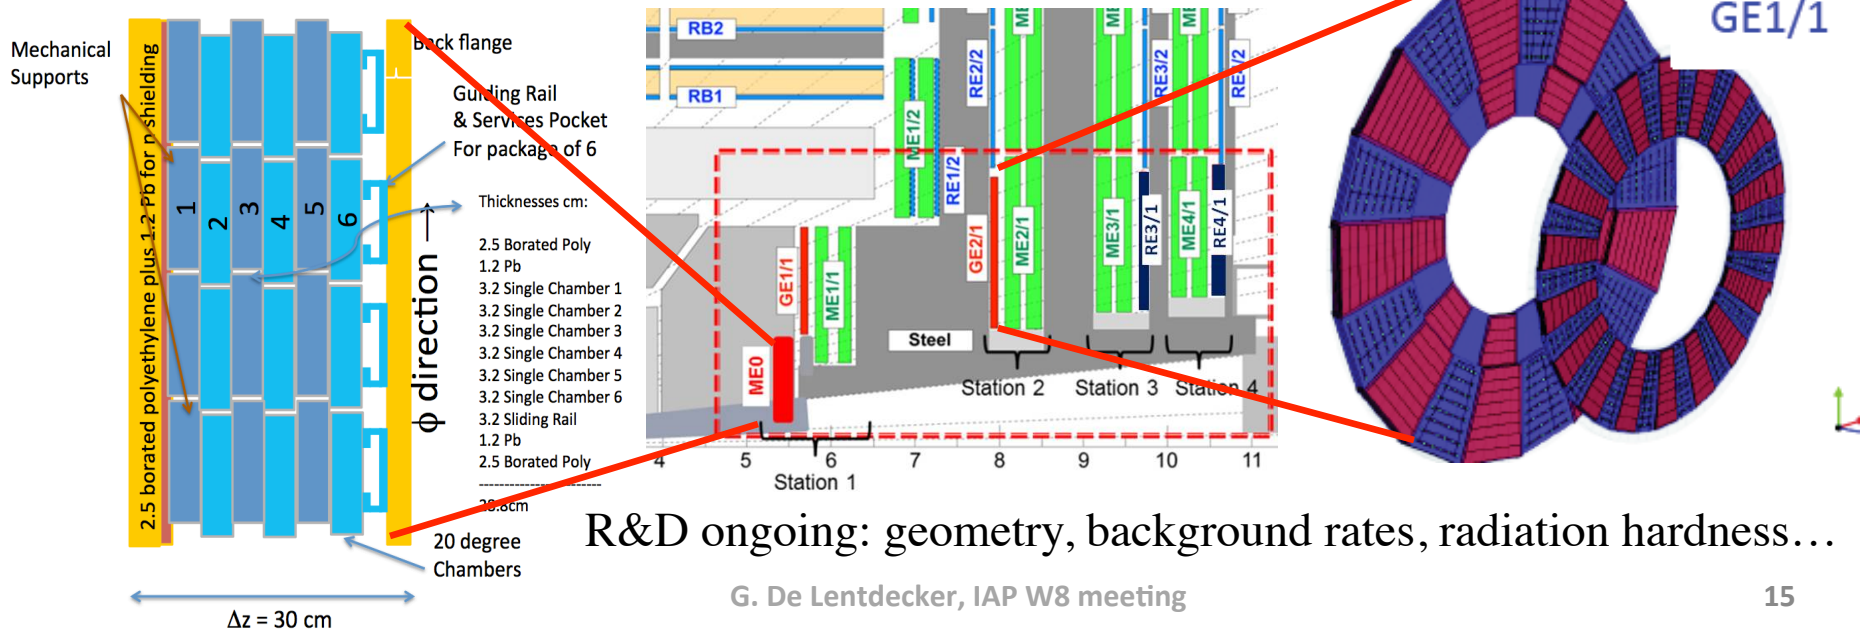 Mechanical
Supports
2.5 borated polyethylene plus 1.2 Pb for n shielding
1
2
3
4
5
6
Back flange
Guiding Rail
& Services Pocket
For package of 6
Thicknesses cm:
2.5 Borated Poly
1.2 Pb
3.2 Single Chamber 1
3.2 Single Chamber 2
3.2 Single Chamber 3
3.2 Single Chamber 4
3.2 Single Chamber 5
3.2 Single Chamber 6
3.2 Sliding Rail
1.2 Pb
2.5 Borated Poly
------------------------
28.8cm
φ direction
20 degree
Chambers
Δz = 30 cm
RB2
RB1
ME1/2
RE1/2
RE2/2
RE3/2
GE1/1
ME1/1
ME0
GE2/1
ME2/1
ME3/1
RE3/1
ME4/1
RE4/1
Steel
Station 2
Station 3
Station 4
4
5
6
7
8
9
10
11
Station 1
GE1/1
R&D ongoing: geometry, background rates, radiation hardness…
G. De Lentdecker, IAP W8 meeting
15